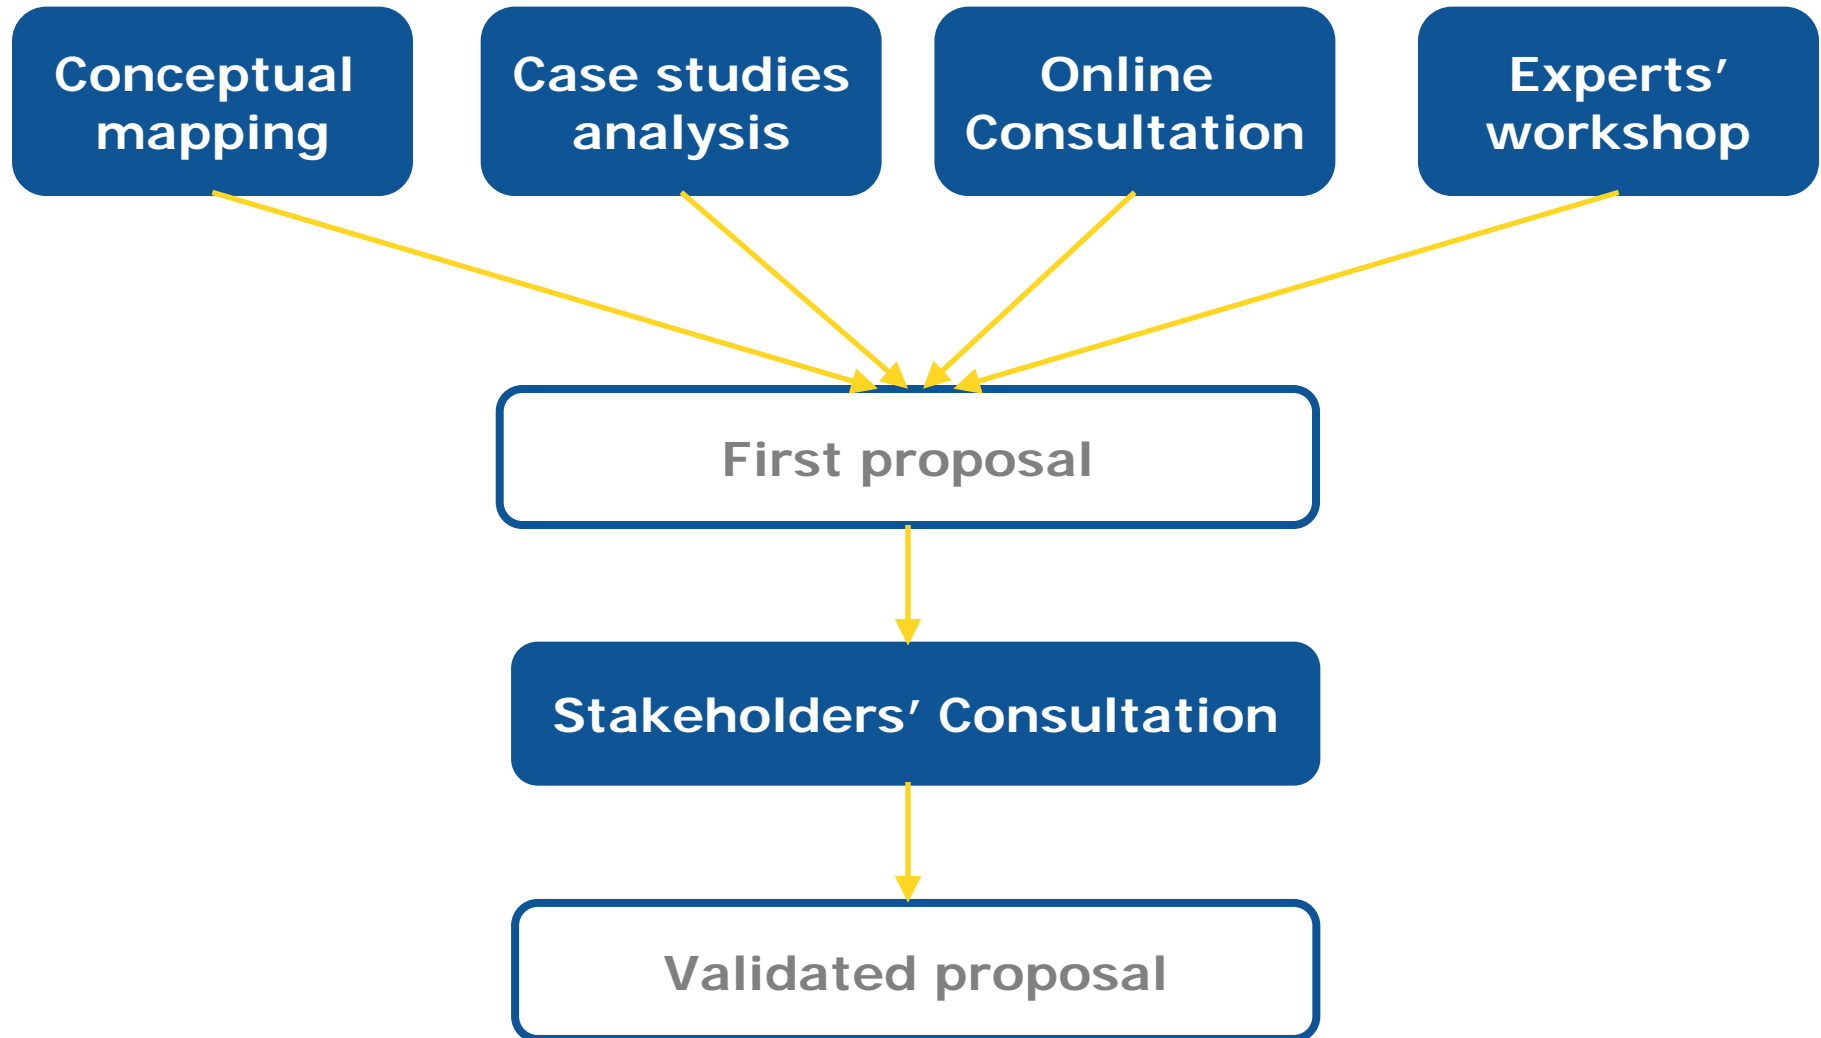 Conceptual
mapping
Case studies
analysis
Online
Consultation
Experts’
workshop
First proposal
Stakeholders’ Consultation
Validated proposal